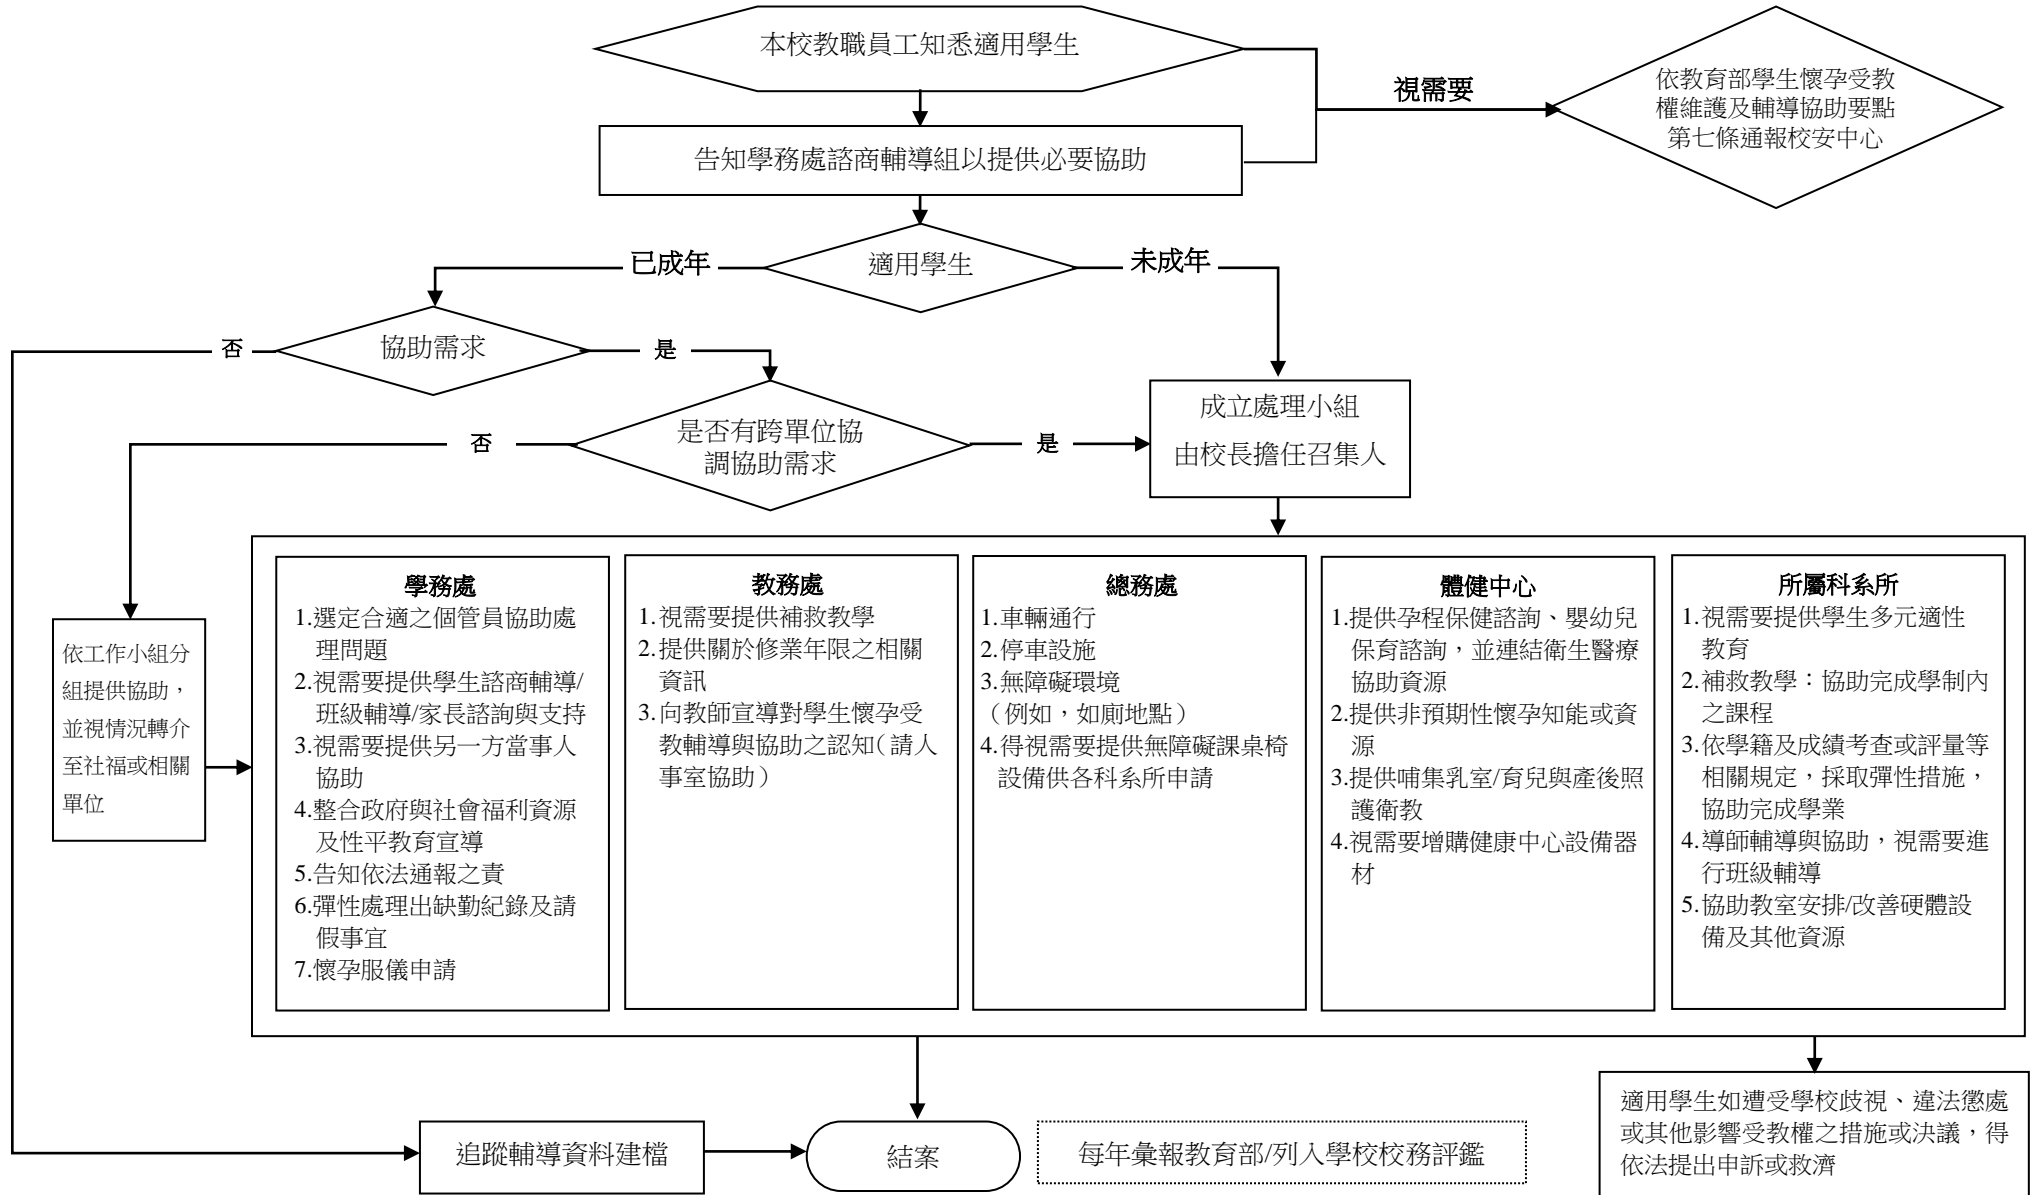 本校教職員工知悉適用學生
視需要
依教育部學生懷孕受教
權維護及輔導協助要點
第七條通報校安中心
告知學務處諮商輔導組以提供必要協助
已成年
適用學生
未成年
否
協助需求
是
否
是否有跨單位協
調協助需求
是
成立處理小組
由校長擔任召集人
依工作小組分
組提供協助，
並視情況轉介
至社福或相關
單位
學務處
1.選定合適之個管員協助處
理問題
2.視需要提供學生諮商輔導/
班級輔導/家長諮詢與支持
3.視需要提供另一方當事人
協助
4.整合政府與社會福利資源
及性平教育宣導
5.告知依法通報之責
6.彈性處理出缺勤紀錄及請
假事宜
7.懷孕服儀申請
教務處
1.視需要提供補救教學
2.提供關於修業年限之相關
資訊
3.向教師宣導對學生懷孕受
教輔導與協助之認知（請人
事室協助）
總務處
1.車輛通行
2.停車設施
3.無障礙環境
（例如，如廁地點）
4.得視需要提供無障礙課桌椅
設備供各科系所申請
體健中心
1.提供孕程保健諮詢、嬰幼兒
保育諮詢，並連結衛生醫療
協助資源
2.提供非預期性懷孕知能或資
源
3.提供哺集乳室/育兒與產後照
護衛教
4.視需要增購健康中心設備器
材
所屬科系所
1.視需要提供學生多元適性
教育
2.補救教學：協助完成學制內
之課程
3.依學籍及成績考查或評量等
相關規定，採取彈性措施，
協助完成學業
4.導師輔導與協助，視需要進
行班級輔導
5.協助教室安排/改善硬體設
備及其他資源
追蹤輔導資料建檔
結案
每年彙報教育部/列入學校校務評鑑
適用學生如遭受學校歧視、違法懲處
或其他影響受教權之措施或決議，得
依法提出申訴或救濟